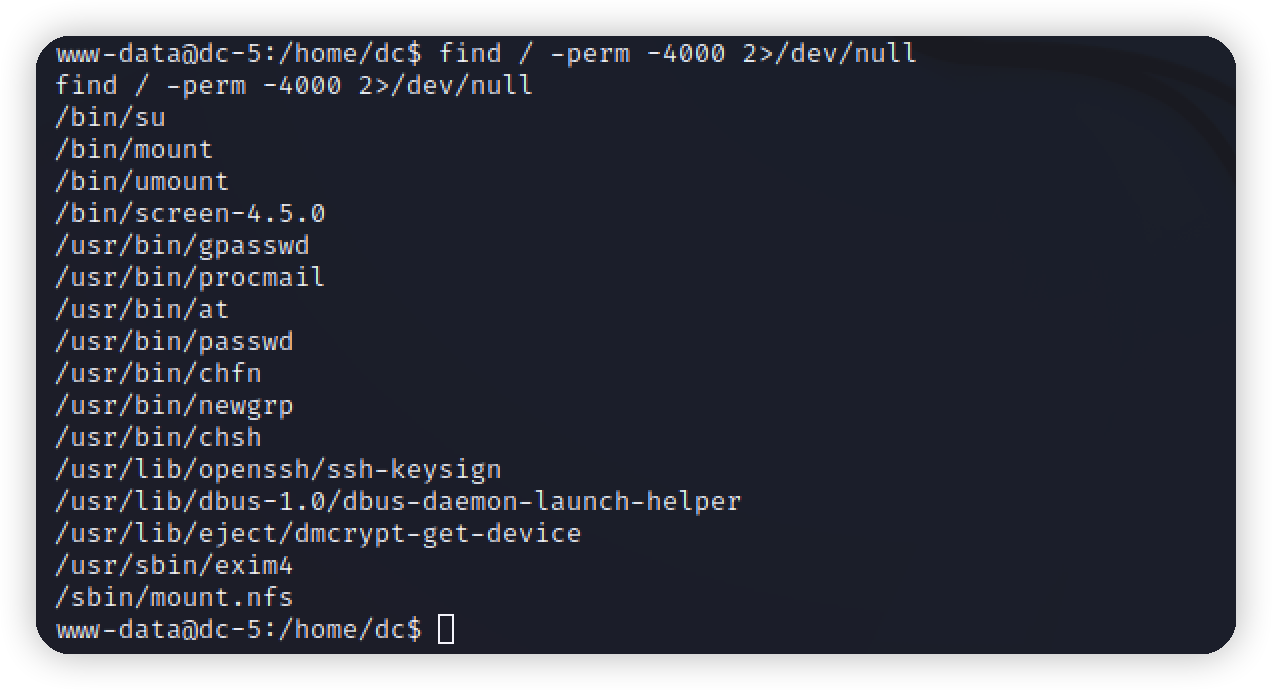 www-data@dc-5:/home/dc$ find / -perm -4000 2>/dev/null
find / -perm -4000 2>/dev/null
/bin/su
/bin/mount
/bin/umount
/bin/screen-4.5.0
/usr/bin/gpasswd
/usr/bin/procmail
/usr/bin/at
/usr/bin/passwd
/usr/bin/chfn
/usr/bin/newgrp
/usr/bin/chsh
/usr/lib/openssh/ssh-keysign
/usr/lib/dbus-1.0/dbus-daemon-launch-helper
/usr/lib/eject/dmcrypt-get-device
/usr/sbin/exim4
/sbin/mount.nfs
www-data@dc-5:/home/dc$